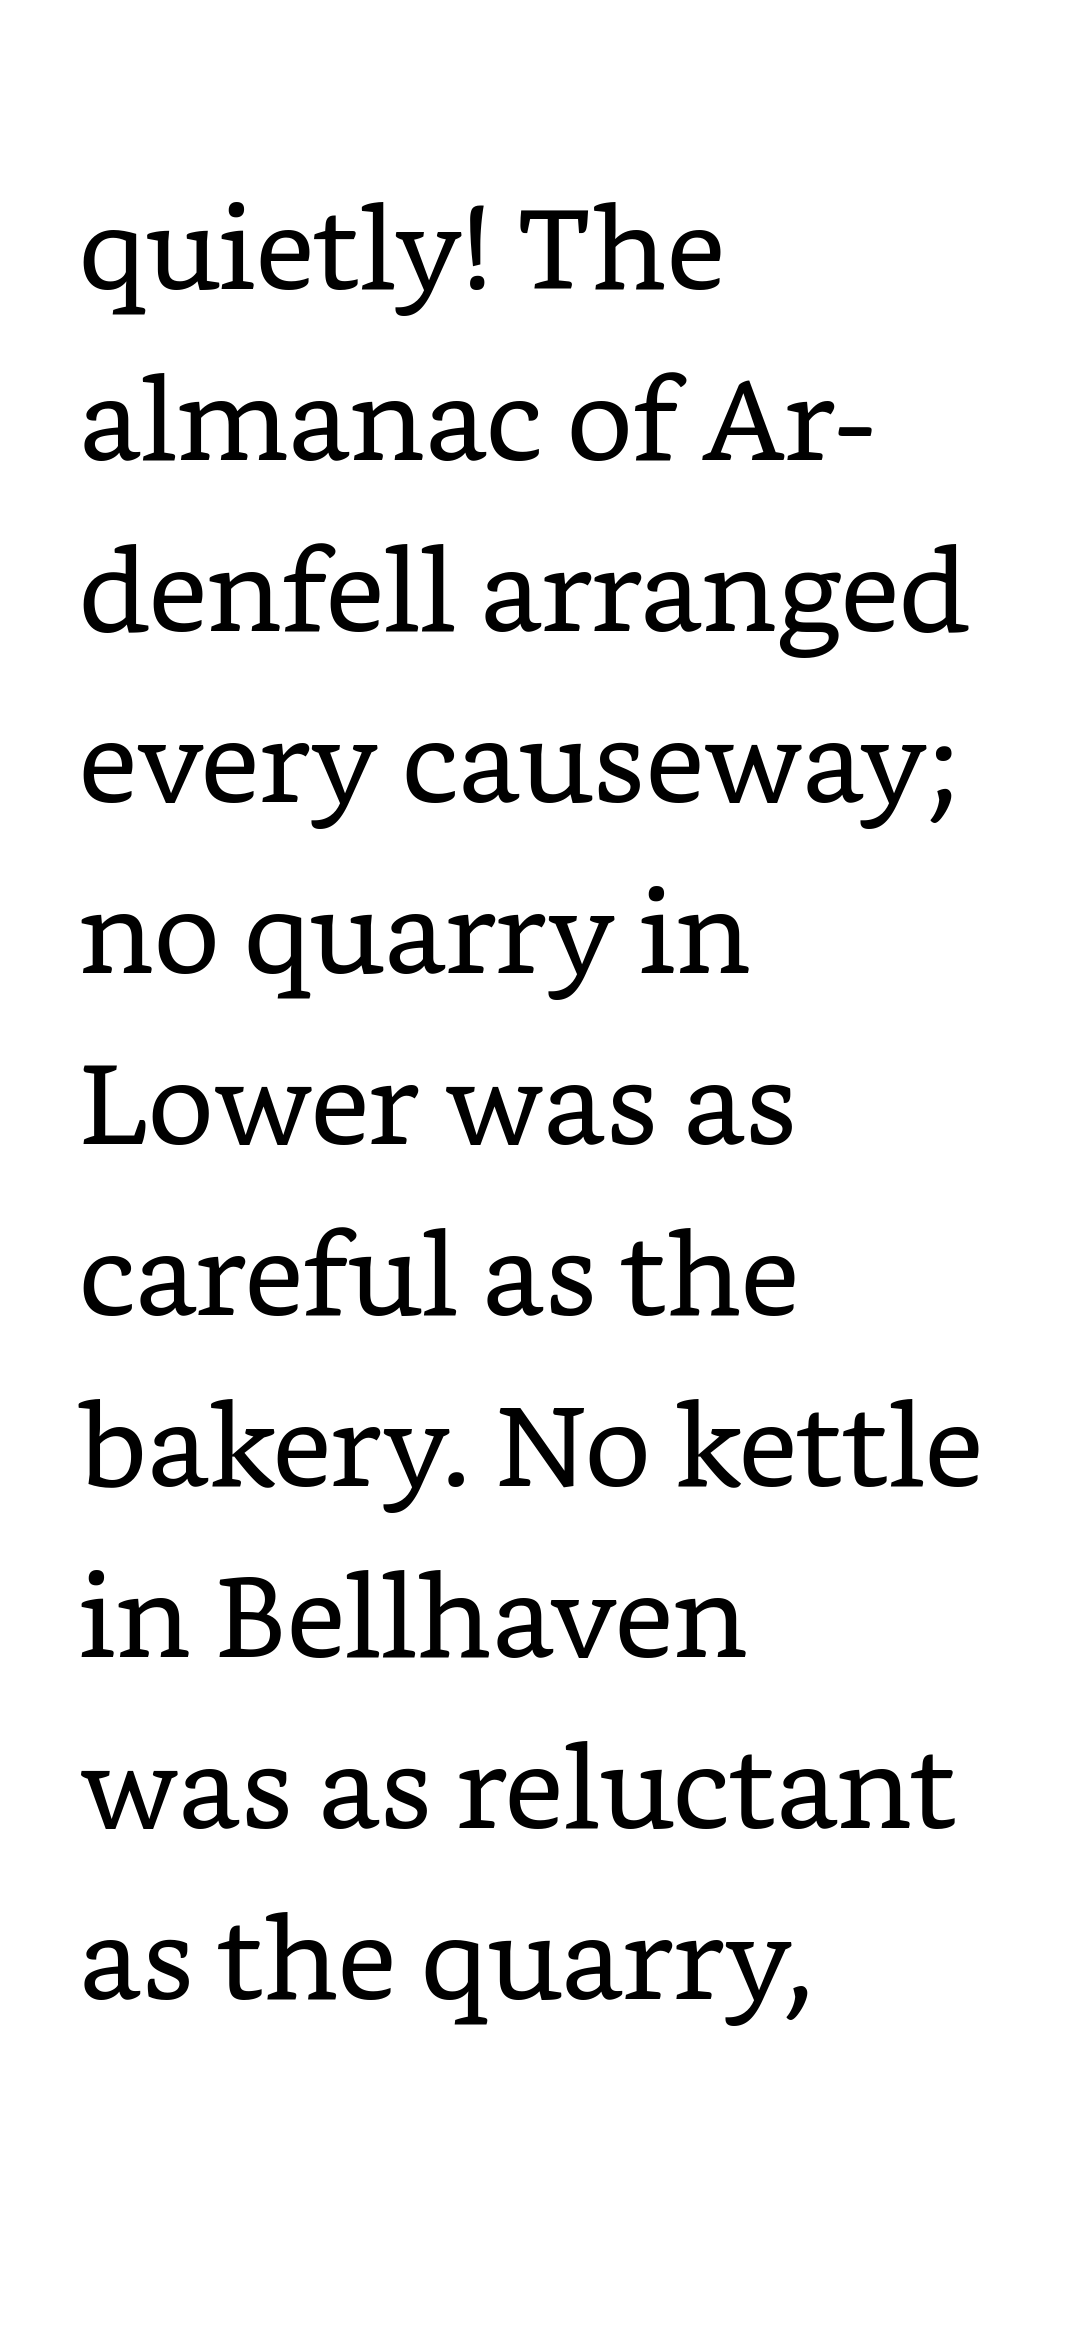 quietly! The
almanac of Ar-
denfell arranged
every causeway;
no quarry in
Lower was as
careful as the
bakery. No kettle
in Bellhaven
was as reluctant
as the quarry,